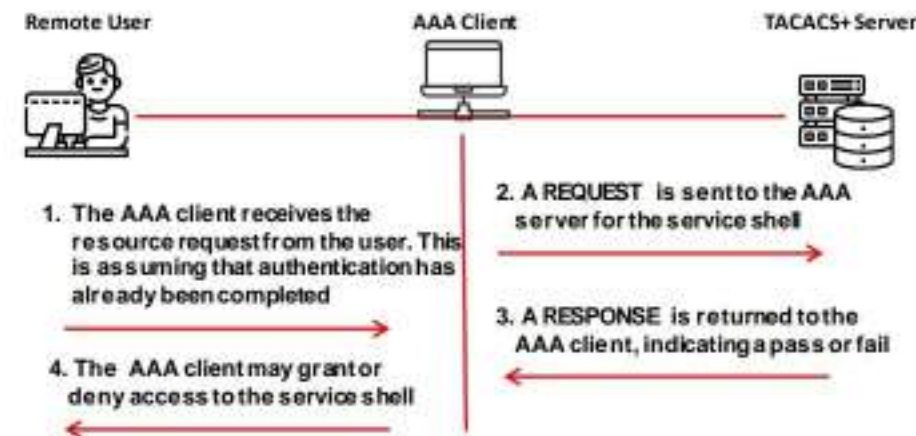 Remote User
AAA Client
TACACS+ Server
1. The AAA client receives the
resource request from the user. This
is assuming that authentication has
already been completed
2. A REQUEST is sent to the AAA
server for the service shell
3. A RESPONSE is returned to the
AAA client, indicating a pass or fail
4. The AAA client may grant or
deny access to the service shell